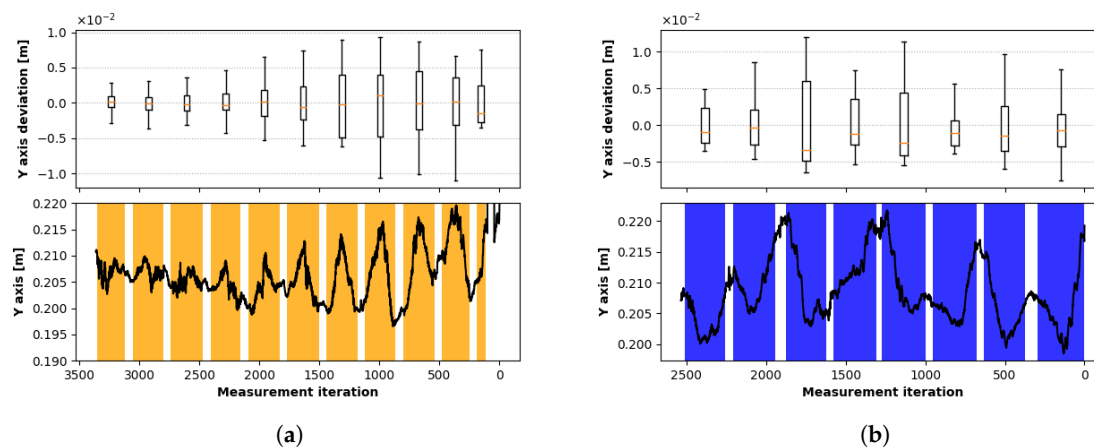 ×10⁻²
1.0
0.5
0.0
−0.5
−1.0
Y axis deviation [m]
0.220
0.215
0.210
0.205
0.200
0.195
0.190
Y axis [m]
3500 3000 2500 2000 1500 1000 500 0
Measurement iteration
(a)
×10⁻²
1.0
0.5
0.0
−0.5
Y axis deviation [m]
0.220
0.215
0.210
0.205
0.200
Y axis [m]
2500 2000 1500 1000 500 0
Measurement iteration
(b)